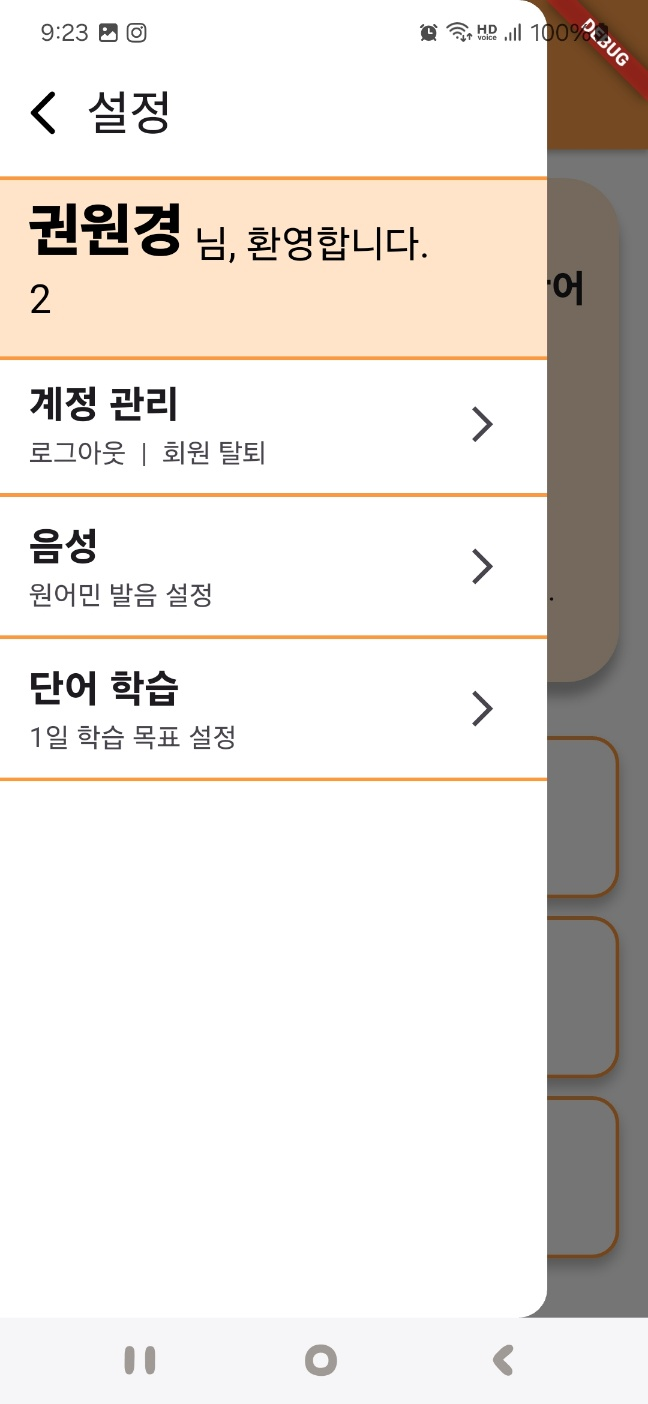 9:23 HD voice 100%
DEBUG
설정
권원경 님, 환영합니다.
2
어
계정 관리
로그아웃 | 회원 탈퇴
음성
원어민 발음 설정
.
단어 학습
1일 학습 목표 설정